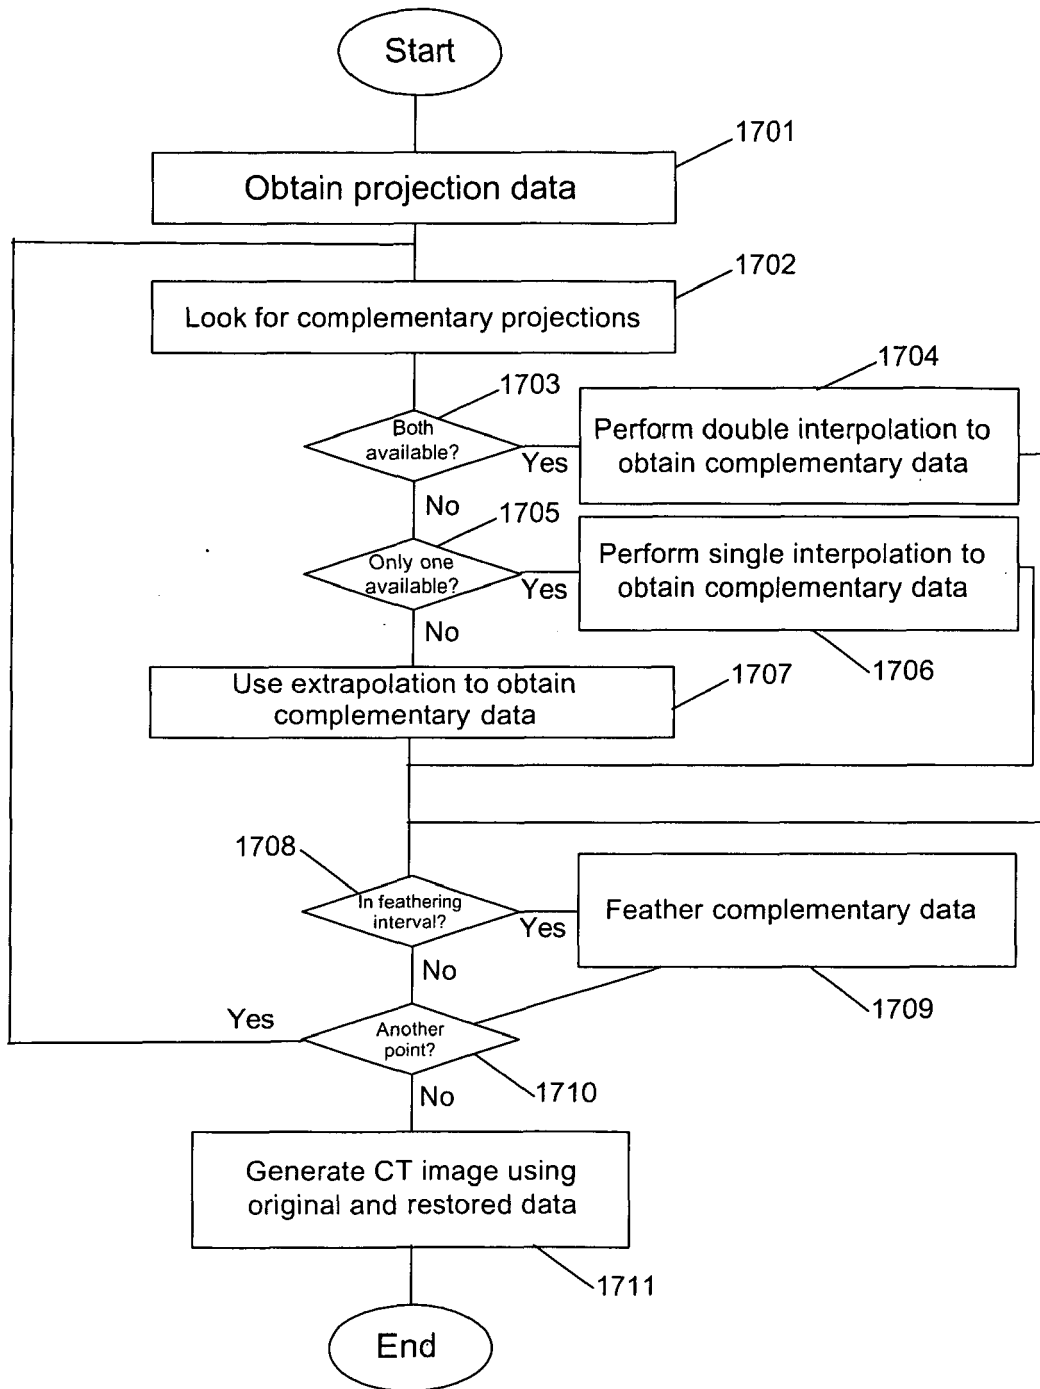 Start
1701
Obtain projection data
1702
Look for complementary projections
1704
1703
Both
available?
Yes
Perform double interpolation to
obtain complementary data
No
1705
Only one
available?
Yes
Perform single interpolation to
obtain complementary data
No
1706
Use extrapolation to obtain
complementary data
1707
1708
In feathering
interval?
Yes
Feather complementary data
No
1709
Yes
Another
point?
1710
No
Generate CT image using
original and restored data
1711
End